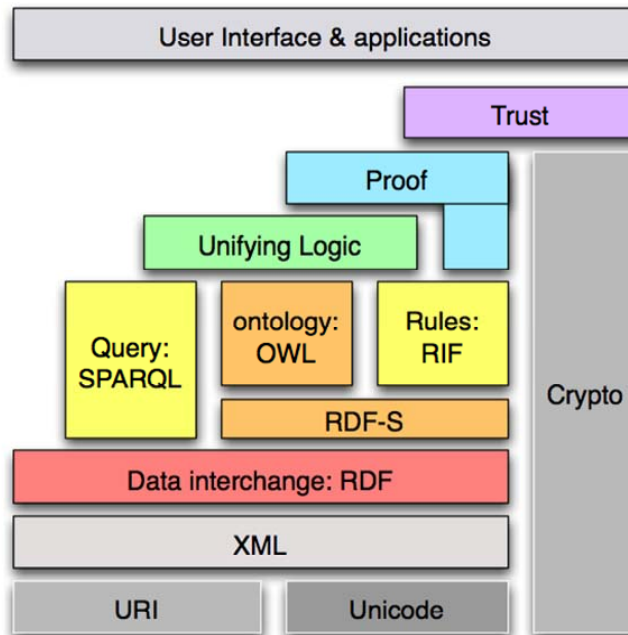 User Interface & applications
Trust
Proof
Unifying Logic
Query:
SPARQL
ontology:
OWL
Rules:
RIF
Crypto
RDF-S
Data interchange: RDF
XML
URI
Unicode